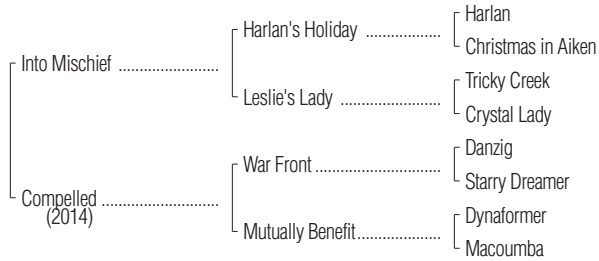 Harlan
Harlan's Holiday ..................
Christmas in Aiken
Into Mischief ........................
Tricky Creek
Leslie's Lady ........................
Crystal Lady
Danzig
War Front ..............................
Starry Dreamer
Compelled ............................
(2014)
Dynaformer
Mutually Benefit....................
Macoumba